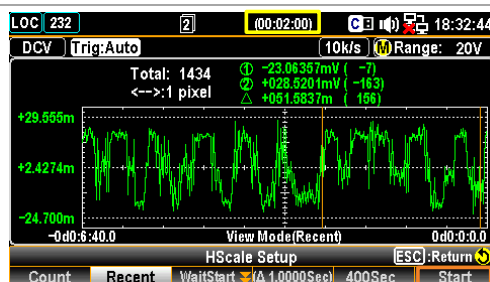 LOC 232 2 (00:02:00) C 18:32:44
DCV Trig:Auto 10k/s M Range: 20V
Total: 1434 ① -23.06357mV ( -7)
<-->:1 pixel ② +028.5201mV ( -163)
△ +051.5837m ( 156)
+29.555m
+2.4274m
-24.700m
-0d0:6:40.0 View Mode(Recent) 0d0:0:0.0
HScale Setup ESC :Return
Count Recent WaitStart (Δ 1.0000Sec) 400Sec Start